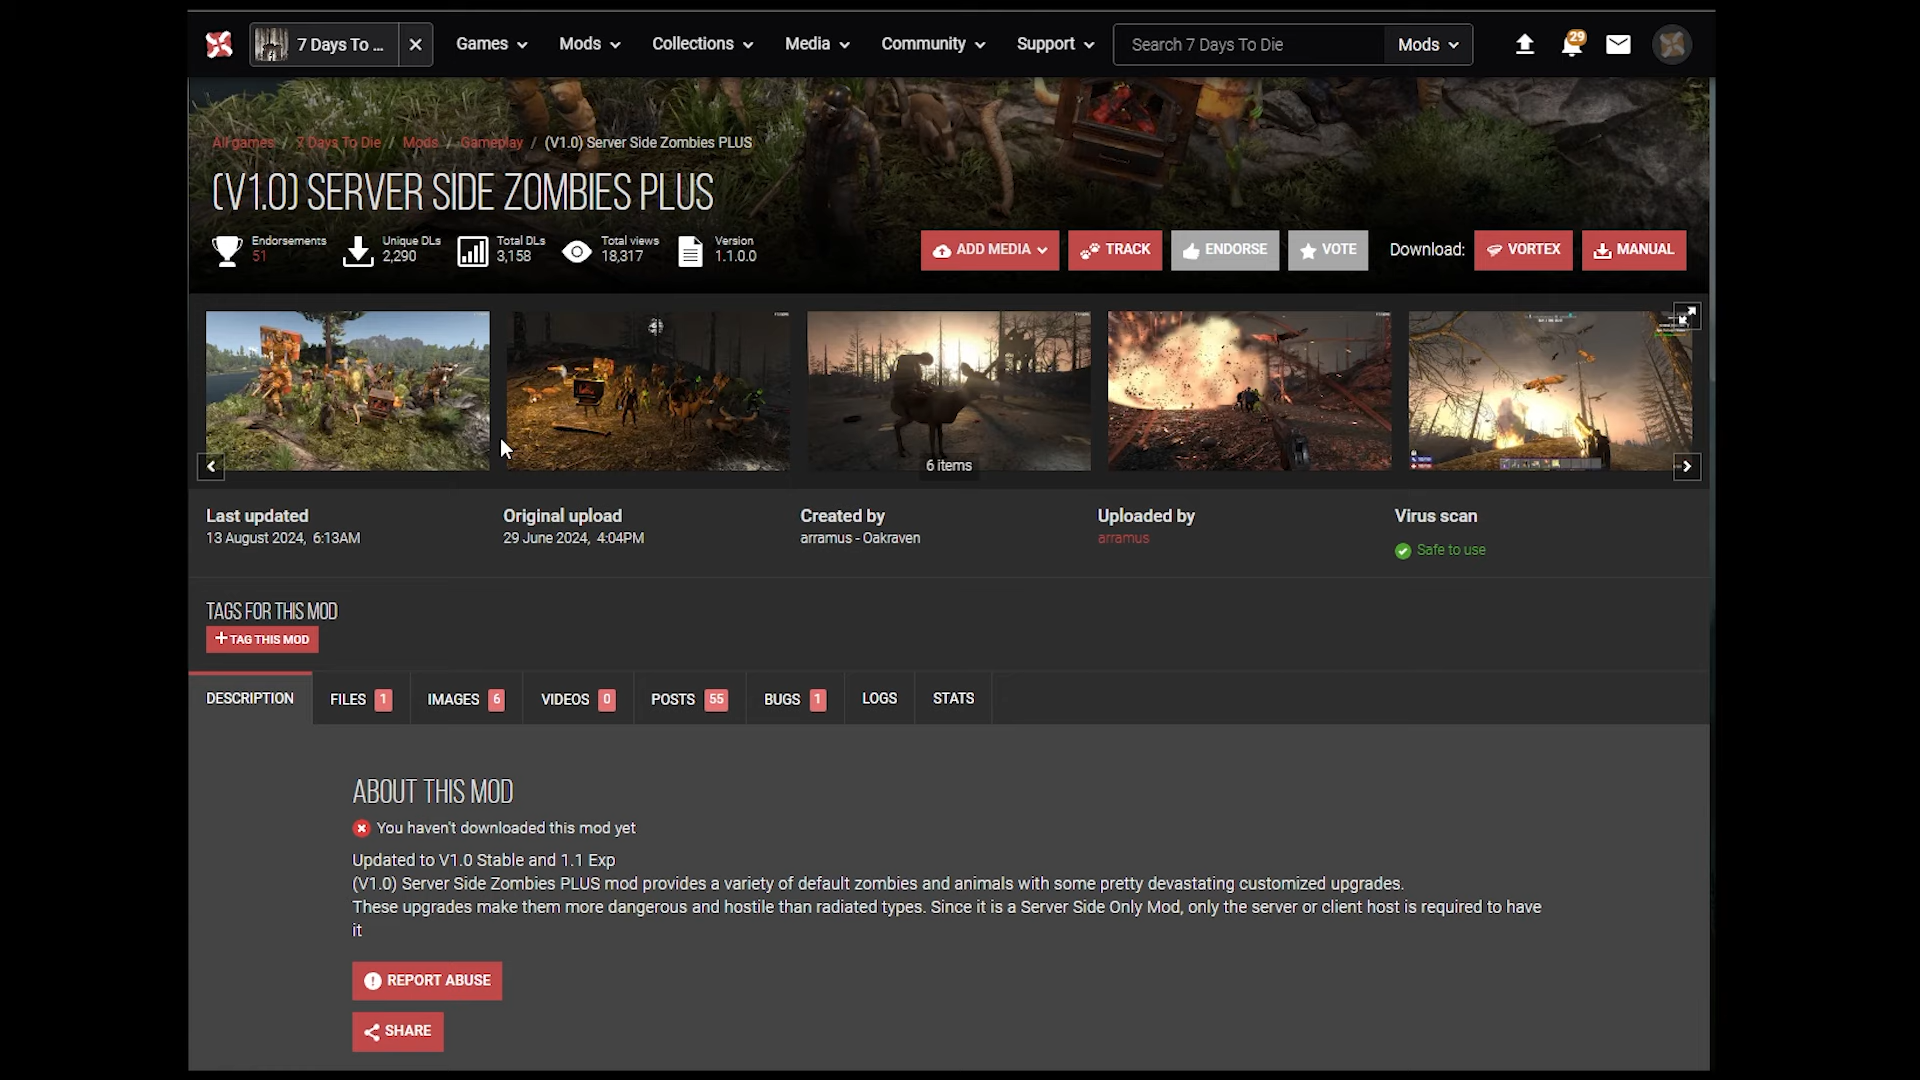 7 Days To ...
Games
Mods
Collections
Media
Community
Support
Search 7 Days To Die
Mods
29
All games / 7 Days To Die / Mods / Gameplay / (V1.0) Server Side Zombies PLUS
(V1.0) SERVER SIDE ZOMBIES PLUS
Endorsements
51
Unique DLs
2,290
Total DLs
3,158
Total views
18,317
Version
1.1.0.0
ADD MEDIA
TRACK
ENDORSE
VOTE
Download:
VORTEX
MANUAL
6 items
Last updated
13 August 2024, 6:13AM
Original upload
29 June 2024, 4:04PM
Created by
arramus - Oakraven
Uploaded by
arramus
Virus scan
Safe to use
TAGS FOR THIS MOD
+ TAG THIS MOD
DESCRIPTION
FILES 1
IMAGES 6
VIDEOS 0
POSTS 55
BUGS 1
LOGS
STATS
ABOUT THIS MOD
You haven't downloaded this mod yet
Updated to V1.0 Stable and 1.1 Exp
(V1.0) Server Side Zombies PLUS mod provides a variety of default zombies and animals with some pretty devastating customized upgrades.
These upgrades make them more dangerous and hostile than radiated types. Since it is a Server Side Only Mod, only the server or client host is required to have
it
REPORT ABUSE
SHARE